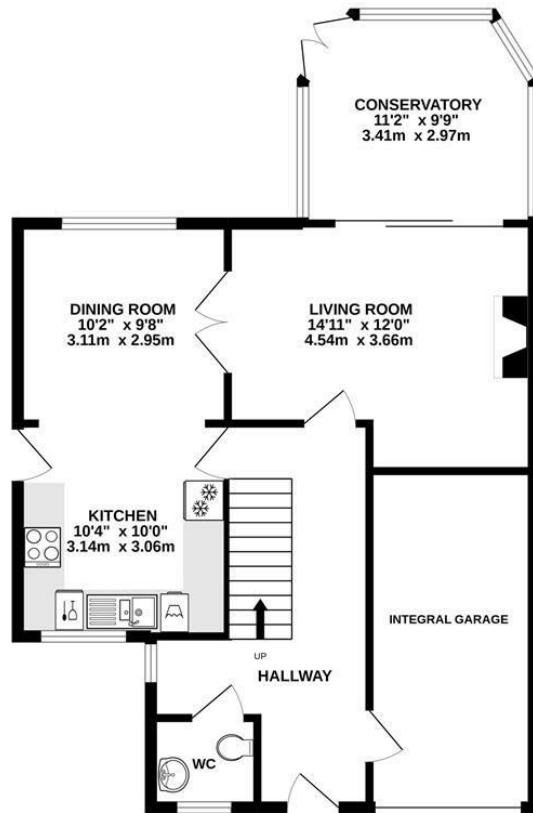 CONSERVATORY
11'2" x 9'9"
3.41m x 2.97m
DINING ROOM
10'2" x 9'8"
3.11m x 2.95m
LIVING ROOM
14'11" x 12'0"
4.54m x 3.66m
KITCHEN
10'4" x 10'0"
3.14m x 3.06m
INTEGRAL GARAGE
UP
HALLWAY
WC